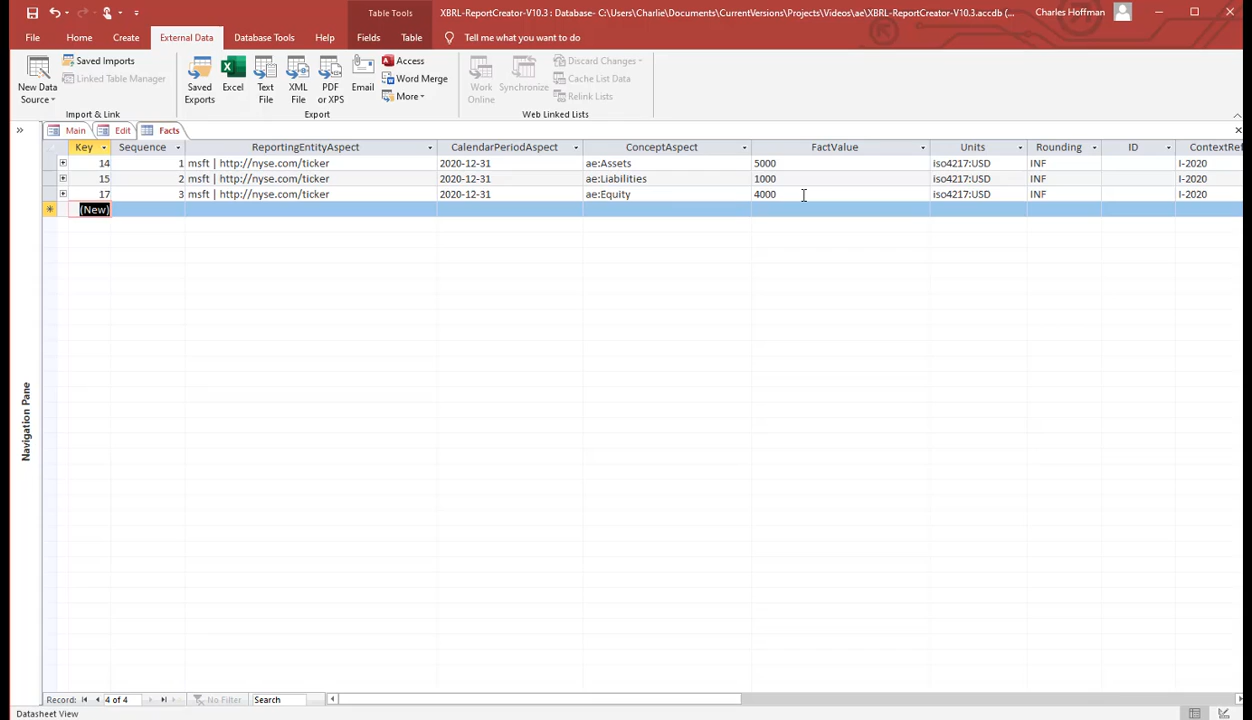 Table Tools
XBRL-ReportCreator-V10.3 : Database- C:\Users\Charlie\Documents\CurrentVersions\Projects\Videos\ae\XBRL-ReportCreator-V10.3.accdb (...
Charles Hoffman
File Home Create External Data Database Tools Help Fields Table Tell me what you want to do
New Data Source
Saved Imports
Linked Table Manager
Import & Link
Saved Exports
Excel
Text File
XML File
PDF or XPS
Email
Access
Word Merge
More
Export
Work Online
Synchronize
Discard Changes
Cache List Data
Relink Lists
Web Linked Lists
» Main Edit Facts
Key Sequence ReportingEntityAspect CalendarPeriodAspect ConceptAspect FactValue Units Rounding ID ContextRef
14 1 msft | http://nyse.com/ticker 2020-12-31 ae:Assets 5000 iso4217:USD INF I-2020
15 2 msft | http://nyse.com/ticker 2020-12-31 ae:Liabilities 1000 iso4217:USD INF I-2020
17 3 msft | http://nyse.com/ticker 2020-12-31 ae:Equity 4000 iso4217:USD INF I-2020
* (New)
Navigation Pane
Record: 4 of 4 No Filter Search
Datasheet View